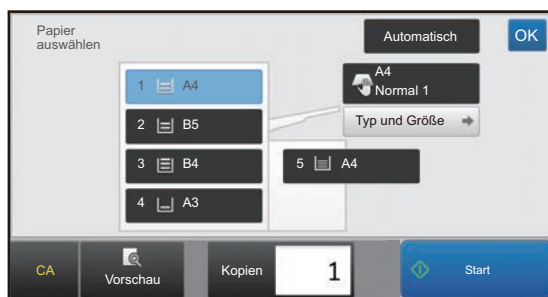 Papier
auswählen
Automatisch
OK
1 A4
A4
Normal 1
2 B5
Typ und Größe
3 B4
5 A4
4 A3
CA
Vorschau
Kopien
1
Start